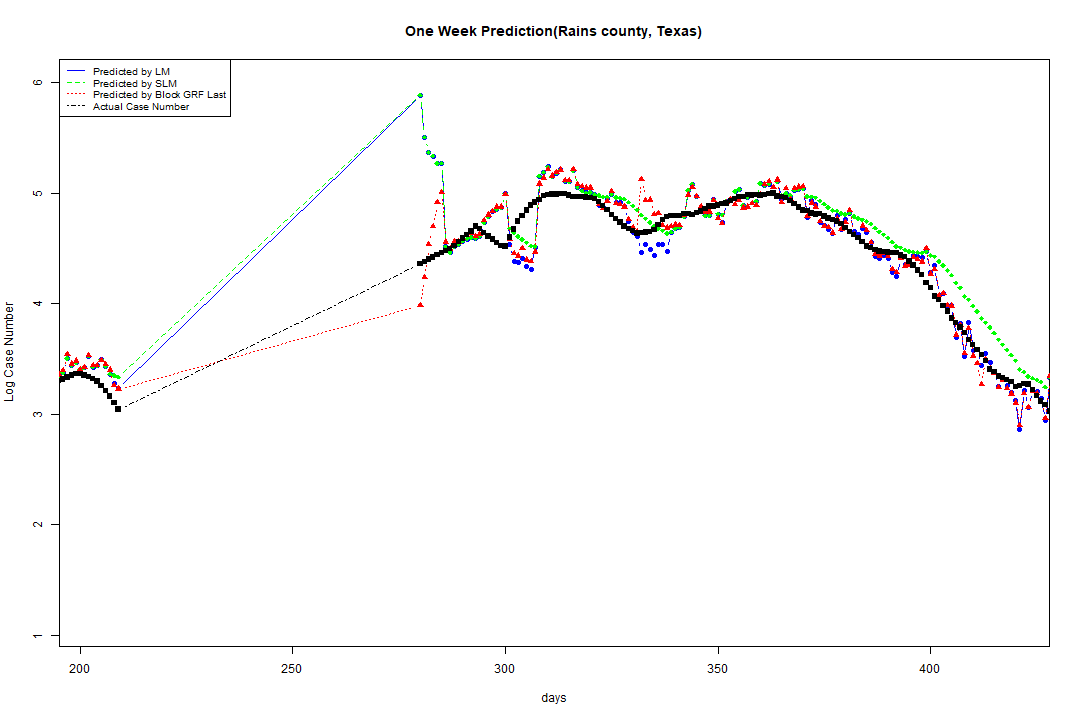 One Week Prediction(Rains county, Texas)
Predicted by LM
Predicted by SLM
Predicted by Block GRF Last
Actual Case Number
6
5
4
3
2
1
Log Case Number
200 250 300 350 400
days